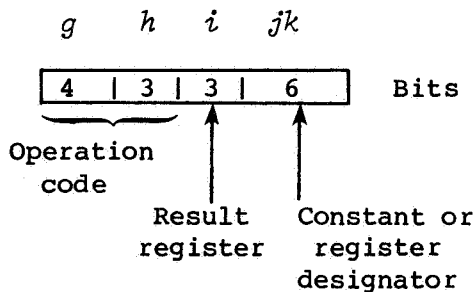 g h i jk
4 | 3 | 3 | 6 Bits
Operation
code
Result Constant or
register register
designator